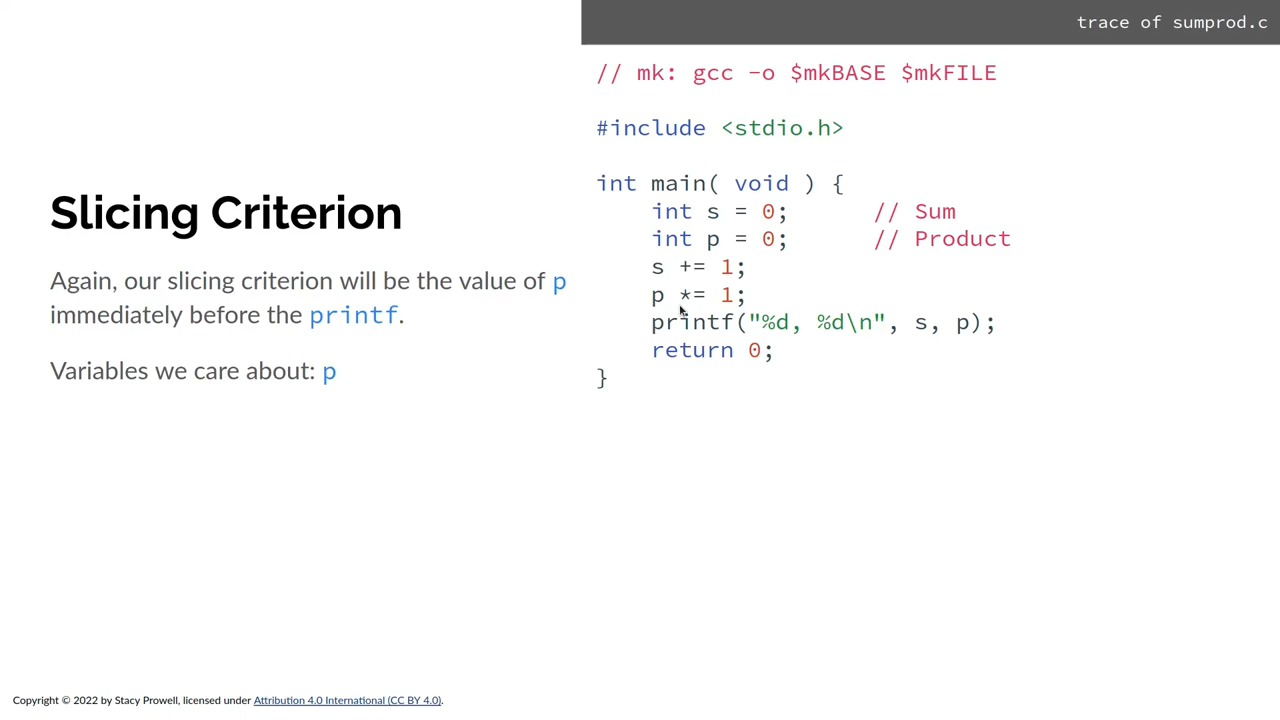 trace of sumprod.c
Slicing Criterion
Again, our slicing criterion will be the value of p
immediately before the printf.
Variables we care about: p
// mk: gcc -o $mkBASE $mkFILE
#include <stdio.h>
int main( void ) {
    int s = 0;      // Sum
    int p = 0;      // Product
    s += 1;
    p *= 1;
    printf("%d, %d\n", s, p);
    return 0;
}
Copyright © 2022 by Stacy Prowell, licensed under Attribution 4.0 International (CC BY 4.0).